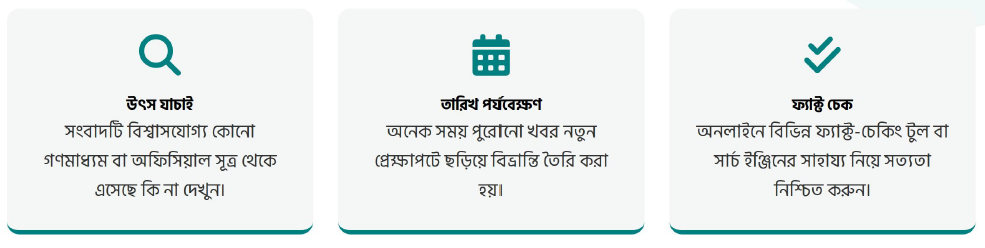 উৎস যাচাই
সংবাদটি বিশ্বাসযোগ্য কোনো
গণমাধ্যম বা অফিসিয়াল সূত্র থেকে
এসেছে কি না দেখুন।
তারিখ পর্যবেক্ষণ
অনেক সময় পুরোনো খবর নতুন
প্রেক্ষাপটে ছড়িয়ে বিভ্রান্তি তৈরি করা
হয়।
ফ্যাক্ট চেক
অনলাইনে বিভিন্ন ফ্যাক্ট-চেকিং টুল বা
সার্চ ইঞ্জিনের সাহায্য নিয়ে সত্যতা
নিশ্চিত করুন।